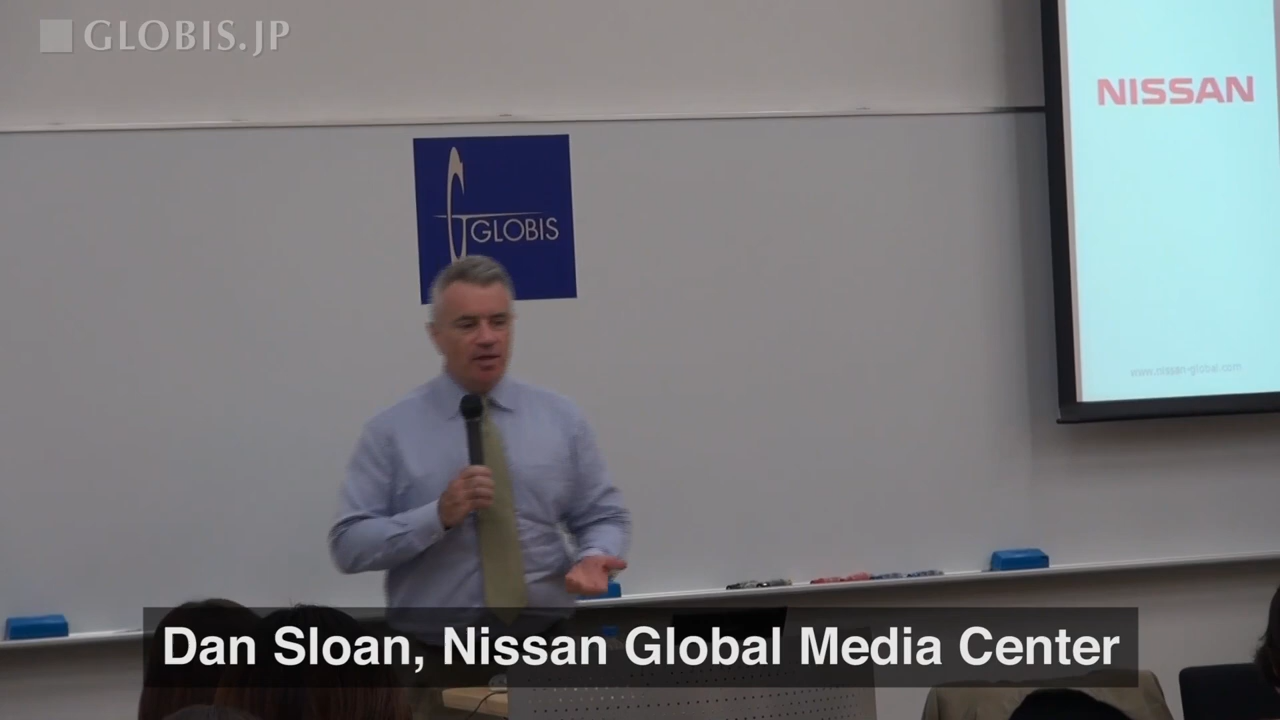 GLOBIS.JP
NISSAN
GLOBIS
www.nissan-global.com
Dan Sloan, Nissan Global Media Center